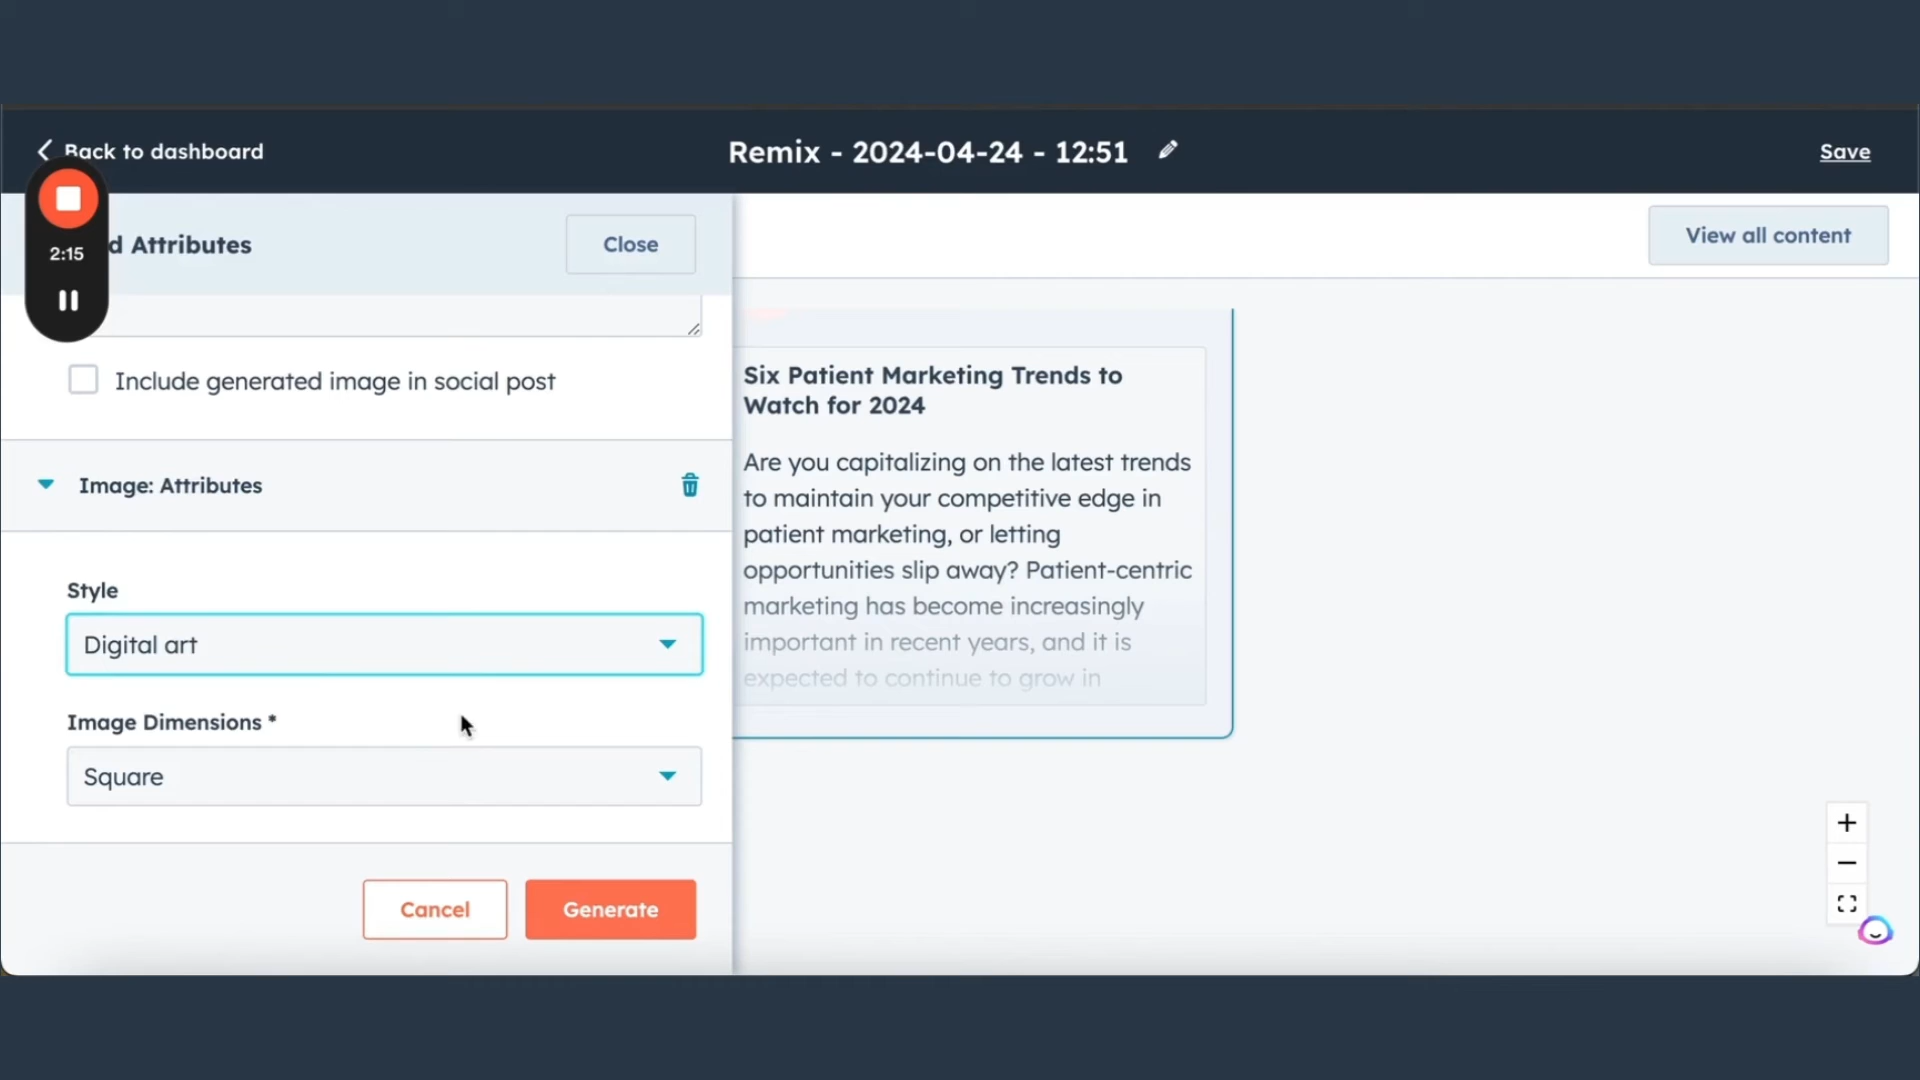 Back to dashboard
Remix - 2024-04-24 - 12:51
Save
2:15
d Attributes
Close
View all content
Include generated image in social post
Image: Attributes
Style
Digital art
Image Dimensions *
Square
Cancel
Generate
Six Patient Marketing Trends to
Watch for 2024
Are you capitalizing on the latest trends
to maintain your competitive edge in
patient marketing, or letting
opportunities slip away? Patient-centric
marketing has become increasingly
important in recent years, and it is
expected to continue to grow in